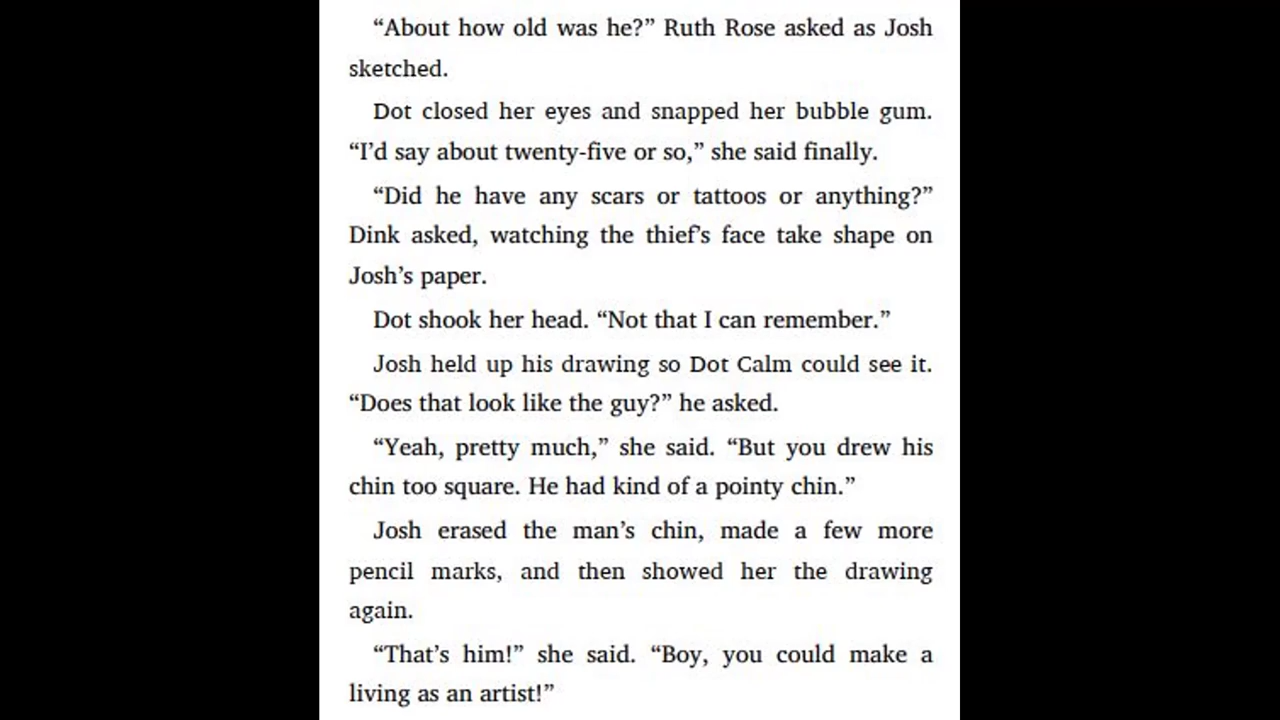 “About how old was he?” Ruth Rose asked as Josh
sketched.
Dot closed her eyes and snapped her bubble gum.
“I’d say about twenty-five or so,” she said finally.
“Did he have any scars or tattoos or anything?”
Dink asked, watching the thief’s face take shape on
Josh’s paper.
Dot shook her head. “Not that I can remember.”
Josh held up his drawing so Dot Calm could see it.
“Does that look like the guy?” he asked.
“Yeah, pretty much,” she said. “But you drew his
chin too square. He had kind of a pointy chin.”
Josh erased the man’s chin, made a few more
pencil marks, and then showed her the drawing
again.
“That’s him!” she said. “Boy, you could make a
living as an artist!”